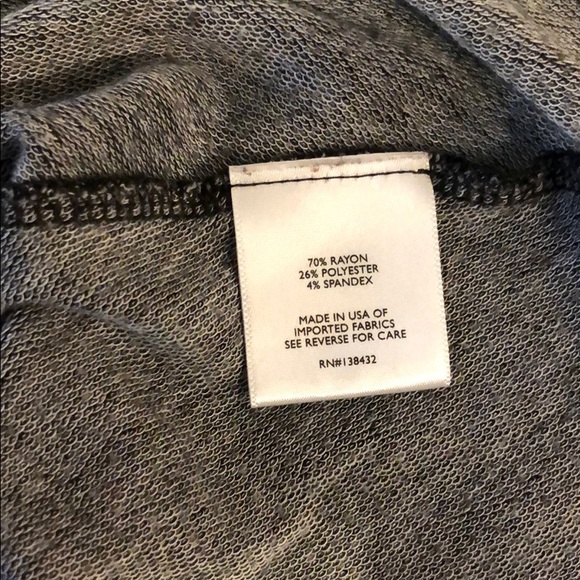 70% RAYON
26% POLYESTER
4% SPANDEX
MADE IN USA OF
IMPORTED FABRICS
SEE REVERSE FOR CARE
RN#138432